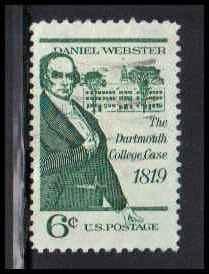 DANIEL WEBSTER
The
Dartmouth
College Case
1819
6¢ U.S. POSTAGE